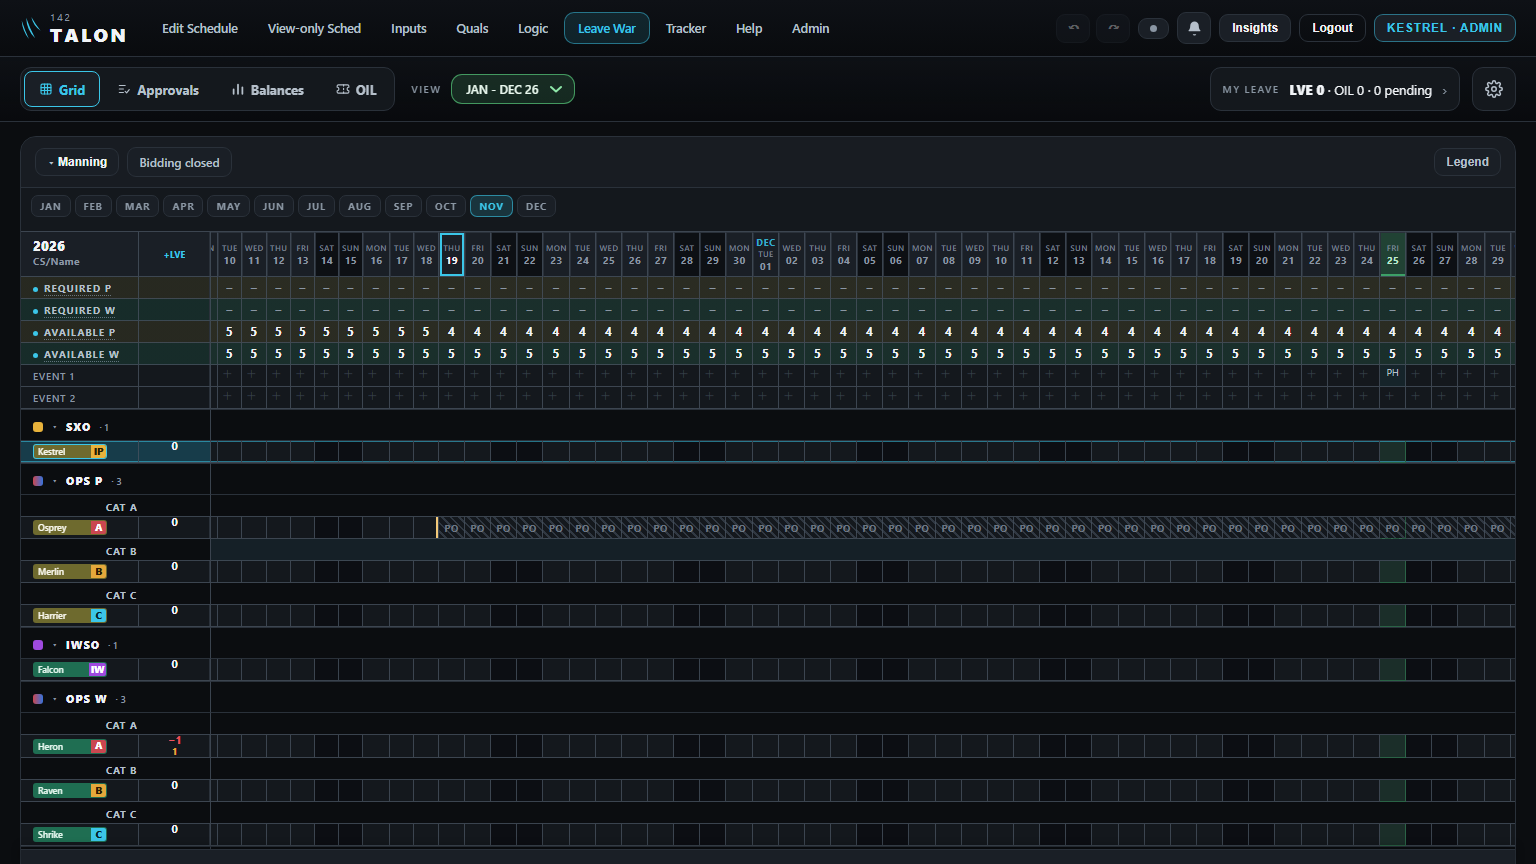 142
TALON
Edit Schedule View-only Sched Inputs Quals Logic Leave War Tracker Help Admin
Insights Logout KESTREL · ADMIN
Grid Approvals Balances OIL VIEW JAN - DEC 26
MY LEAVE LVE 0 · OIL 0 · 0 pending ›
Manning Bidding closed Legend
JAN FEB MAR APR MAY JUN JUL AUG SEP OCT NOV DEC
2026
CS/Name
+LVE
TUE WED THU FRI SAT SUN MON TUE WED THU FRI SAT SUN MON TUE WED THU FRI SAT SUN MON DEC TUE WED THU FRI SAT SUN MON TUE WED THU FRI SAT SUN MON TUE WED THU FRI SAT SUN MON TUE WED THU FRI SAT SUN MON TUE
10 11 12 13 14 15 16 17 18 19 20 21 22 23 24 25 26 27 28 29 30 01 02 03 04 05 06 07 08 09 10 11 12 13 14 15 16 17 18 19 20 21 22 23 24 25 26 27 28 29
REQUIRED P – – – – – – – – – – – – – – – – – – – – – – – – – – – – – – – – – – – – – – – – – – – – – – – – – –
REQUIRED W – – – – – – – – – – – – – – – – – – – – – – – – – – – – – – – – – – – – – – – – – – – – – – – – – –
AVAILABLE P 5 5 5 5 5 5 5 5 5 4 4 4 4 4 4 4 4 4 4 4 4 4 4 4 4 4 4 4 4 4 4 4 4 4 4 4 4 4 4 4 4 4 4 4 4 4 4 4 4 4
AVAILABLE W 5 5 5 5 5 5 5 5 5 5 5 5 5 5 5 5 5 5 5 5 5 5 5 5 5 5 5 5 5 5 5 5 5 5 5 5 5 5 5 5 5 5 5 5 5 5 5 5 5 5
EVENT 1 + + + + + + + + + + + + + + + + + + + + + + + + + + + + + + + + + + + + + + + + + + + + + PH + + + +
EVENT 2 + + + + + + + + + + + + + + + + + + + + + + + + + + + + + + + + + + + + + + + + + + + + + + + + + +
SXO · 1
Kestrel IP 0
OPS P · 3
CAT A
Osprey A 0 PO PO PO PO PO PO PO PO PO PO PO PO PO PO PO PO PO PO PO PO PO PO PO PO PO PO PO PO PO PO PO PO PO PO PO PO PO PO PO PO PO
CAT B
Merlin B 0
CAT C
Harrier C 0
IWSO · 1
Falcon IW 0
OPS W · 3
CAT A
Heron A −1
1
CAT B
Raven B 0
CAT C
Shrike C 0